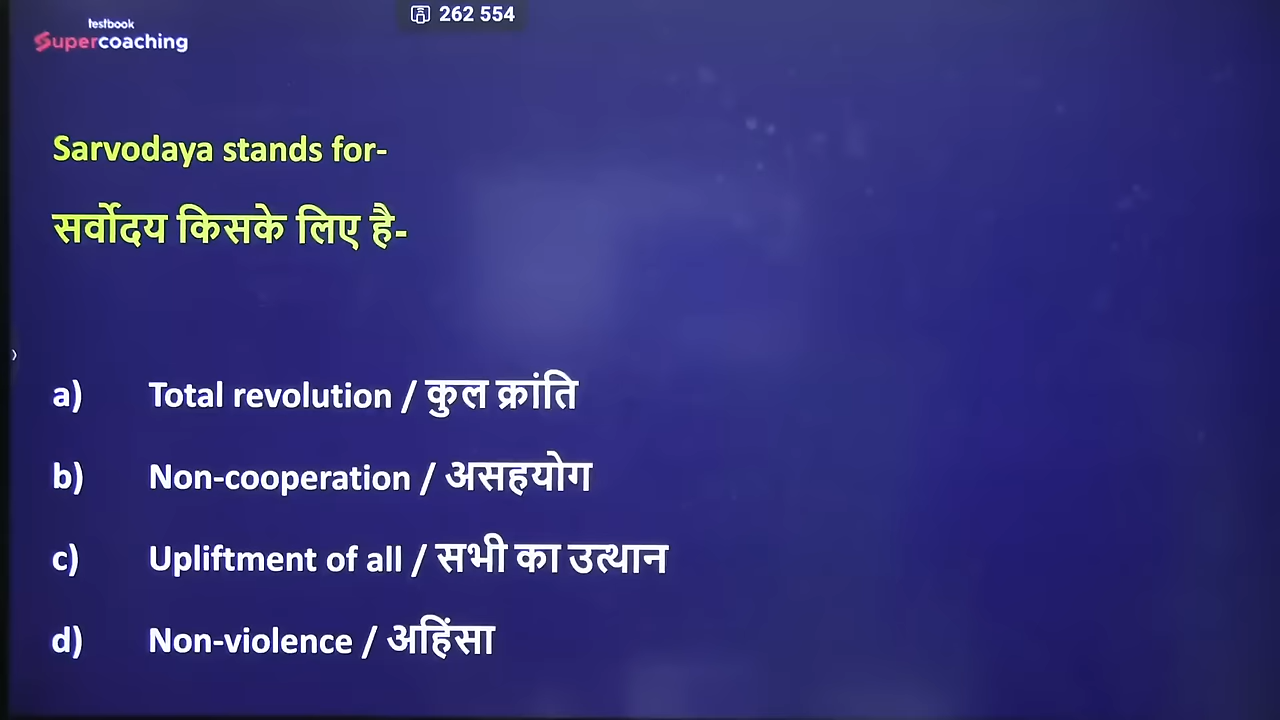 testbook
Supercoaching
262 554
Sarvodaya stands for-
सर्वोदय किसके लिए है-
a) Total revolution / कुल क्रांति
b) Non-cooperation / असहयोग
c) Upliftment of all / सभी का उत्थान
d) Non-violence / अहिंसा